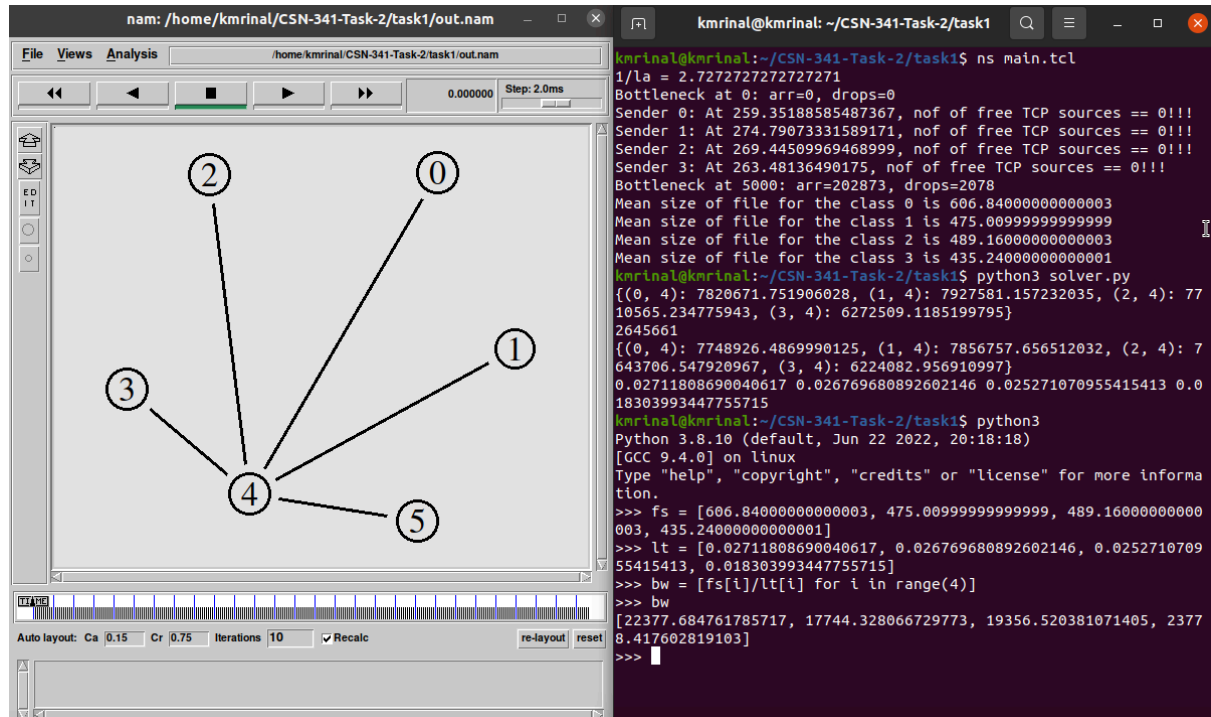 nam: /home/kmrinal/CSN-341-Task-2/task1/out.nam
File Views Analysis /home/kmrinal/CSN-341-Task-2/task1/out.nam
0.000000 Step: 2.0ms
E D
I T
2
0
1
3
4
5
TIME
Auto layout: Ca 0.15 Cr 0.75 Iterations 10 Recalc re-layout reset
kmrinal@kmrinal: ~/CSN-341-Task-2/task1
kmrinal@kmrinal:~/CSN-341-Task-2/task1$ ns main.tcl
1/la = 2.7272727272727271
Bottleneck at 0: arr=0, drops=0
Sender 0: At 259.35188585487367, nof of free TCP sources == 0!!!
Sender 1: At 274.79073331589171, nof of free TCP sources == 0!!!
Sender 2: At 269.44509969468999, nof of free TCP sources == 0!!!
Sender 3: At 263.48136490175, nof of free TCP sources == 0!!!
Bottleneck at 5000: arr=202873, drops=2078
Mean size of file for the class 0 is 606.84000000000003
Mean size of file for the class 1 is 475.00999999999999
Mean size of file for the class 2 is 489.16000000000003
Mean size of file for the class 3 is 435.24000000000001
kmrinal@kmrinal:~/CSN-341-Task-2/task1$ python3 solver.py
{(0, 4): 7820671.751906028, (1, 4): 7927581.157232035, (2, 4): 77
10565.234775943, (3, 4): 6272509.1185199795}
2645661
{(0, 4): 7748926.4869990125, (1, 4): 7856757.656512032, (2, 4): 7
643706.547920967, (3, 4): 6224082.956910997}
0.02711808690040617 0.026769680892602146 0.025271070955415413 0.0
18303993447755715
kmrinal@kmrinal:~/CSN-341-Task-2/task1$ python3
Python 3.8.10 (default, Jun 22 2022, 20:18:18)
[GCC 9.4.0] on linux
Type "help", "copyright", "credits" or "license" for more informa
tion.
>>> fs = [606.84000000000003, 475.00999999999999, 489.16000000000
003, 435.24000000000001]
>>> lt = [0.02711808690040617, 0.026769680892602146, 0.0252710709
55415413, 0.018303993447755715]
>>> bw = [fs[i]/lt[i] for i in range(4)]
>>> bw
[22377.684761785717, 17744.328066729773, 19356.520381071405, 2377
8.417602819103]
>>>